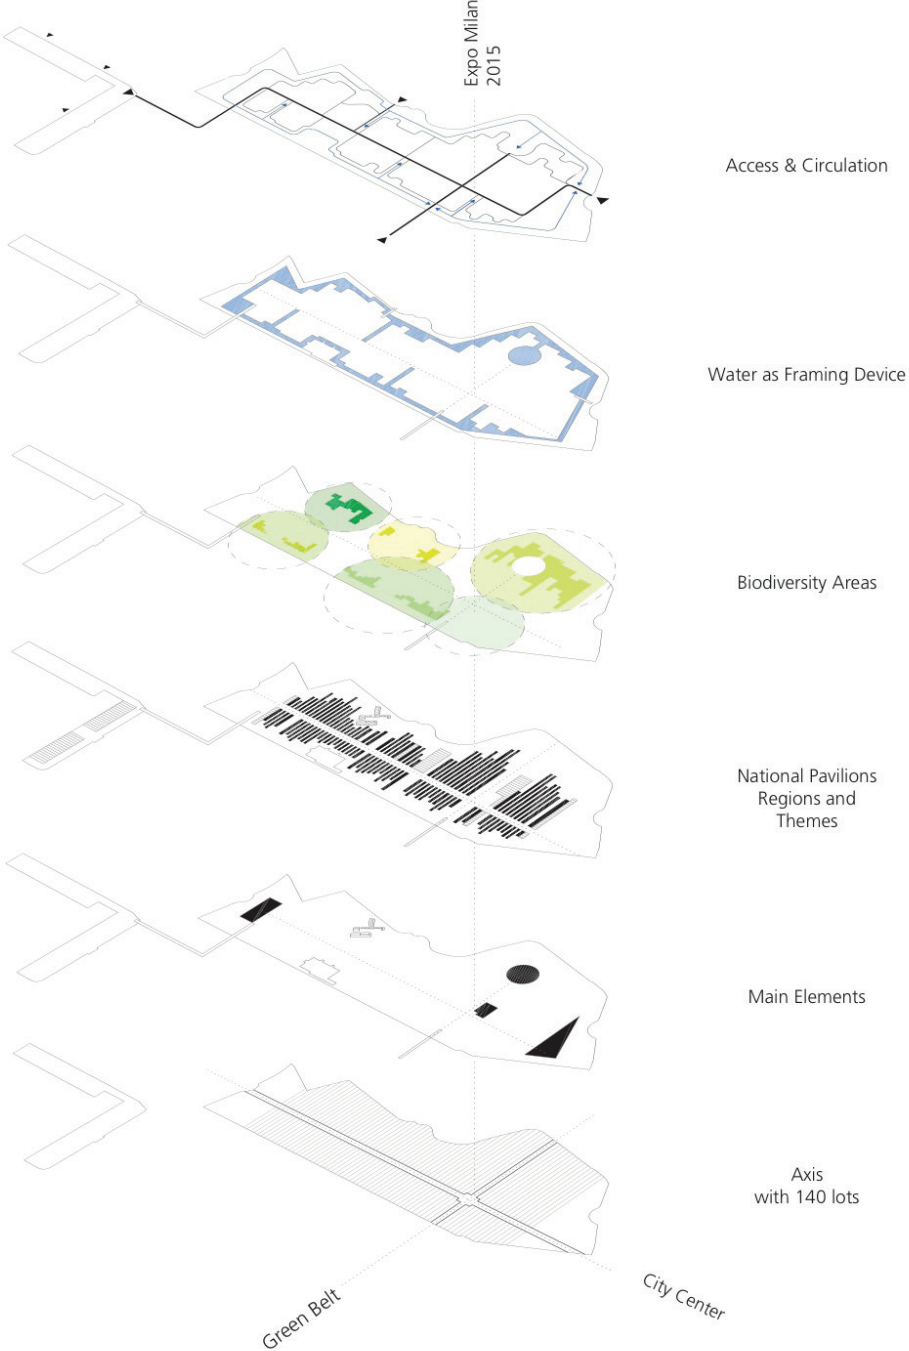 Expo Milan
2015
Access & Circulation
Water as Framing Device
Biodiversity Areas
National Pavilions
Regions and
Themes
Main Elements
Axis
with 140 lots
Green Belt
City Center